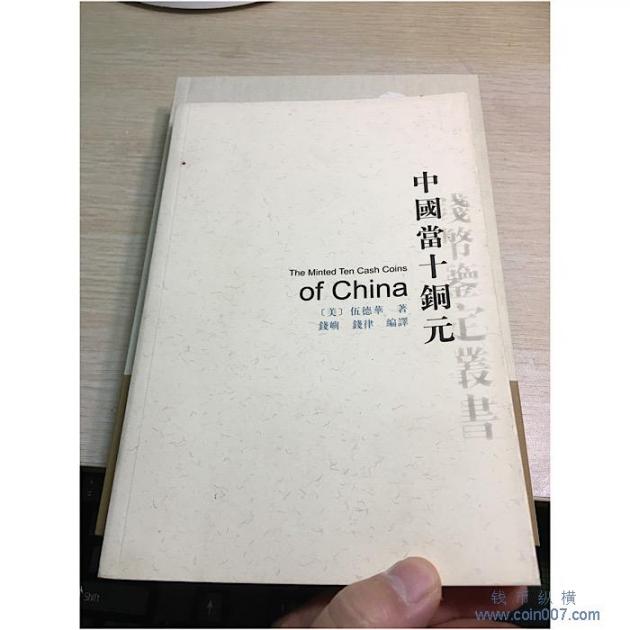 中國當十銅元
錢幣鑒定叢書
The Minted Ten Cash Coins
of China
〔美〕伍德華 著
錢嶼 錢律 編譯
Shift
钱币纵横
www.coin007.com